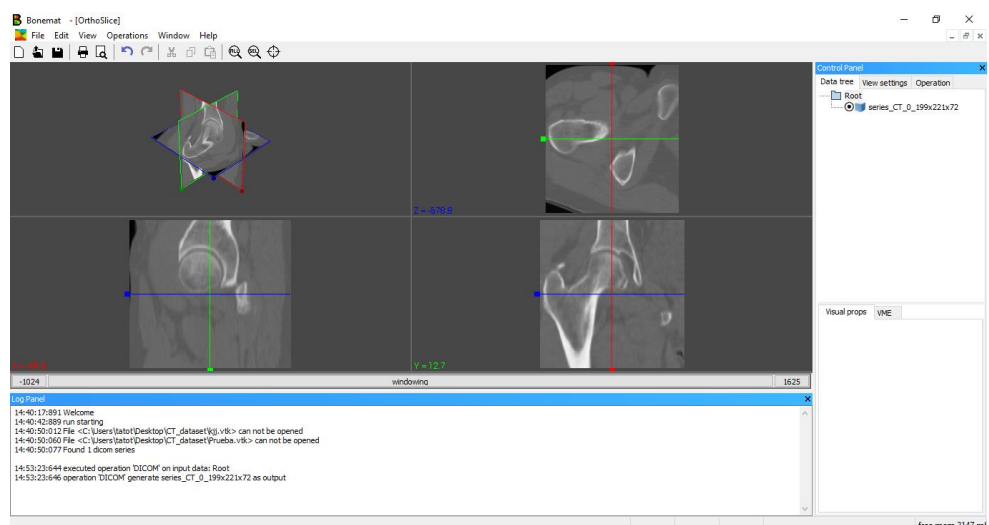 Bonemat - [OrthoSlice]
File Edit View Operations Window Help
ALL SEL
Z = -678.8
Y = 12.7
-1024 windowing 1625
Log Panel
14:40:17:891 Welcome
14:40:42:889 run starting
14:40:50:012 File <C:\Users\tatot\Desktop\CT_dataset\kjj.vtk> can not be opened
14:40:50:060 File <C:\Users\tatot\Desktop\CT_dataset\Prueba.vtk> can not be opened
14:40:50:077 Found 1 dicom series
14:53:23:644 executed operation 'DICOM' on input data: Root
14:53:23:646 operation 'DICOM' generate series_CT_0_199x221x72 as output
Control Panel
Data tree View settings Operation
Root
series_CT_0_199x221x72
Visual props VME